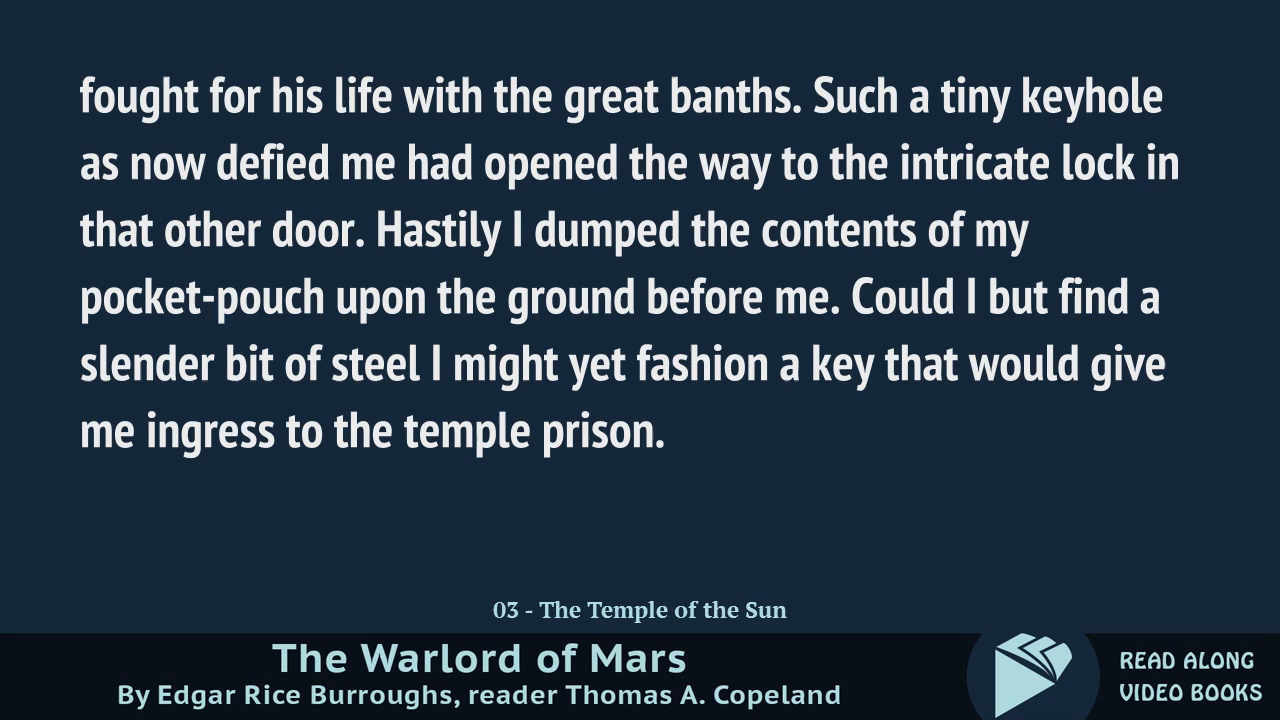 fought for his life with the great banths. Such a tiny keyhole
as now defied me had opened the way to the intricate lock in
that other door. Hastily I dumped the contents of my
pocket-pouch upon the ground before me. Could I but find a
slender bit of steel I might yet fashion a key that would give
me ingress to the temple prison.
03 - The Temple of the Sun
The Warlord of Mars
By Edgar Rice Burroughs, reader Thomas A. Copeland
READ ALONG
VIDEO BOOKS